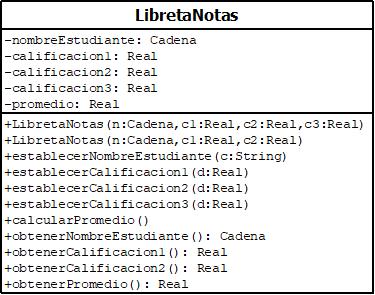 LibretaNotas
-nombreEstudiante: Cadena
-calificacion1: Real
-calificacion2: Real
-calificacion3: Real
-promedio: Real
+LibretaNotas(n:Cadena,c1:Real,c2:Real,c3:Real)
+LibretaNotas(n:Cadena,c1:Real,c2:Real)
+establecerNombreEstudiante(c:String)
+establecerCalificacion1(d:Real)
+establecerCalificacion2(d:Real)
+establecerCalificacion3(d:Real)
+calcularPromedio()
+obtenerNombreEstudiante(): Cadena
+obtenerCalificacion1(): Real
+obtenerCalificacion2(): Real
+obtenerPromedio(): Real